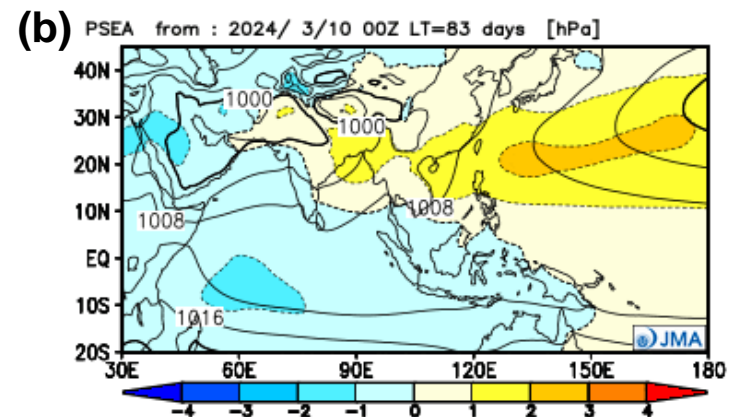 (b) PSEA from : 2024/ 3/10 00Z LT=83 days [hPa]
40N
30N
20N
10N
EQ
10S
20S
1000
1000
1008
1008
1016
JMA
30E 60E 90E 120E 150E 180
-4 -3 -2 -1 0 1 2 3 4